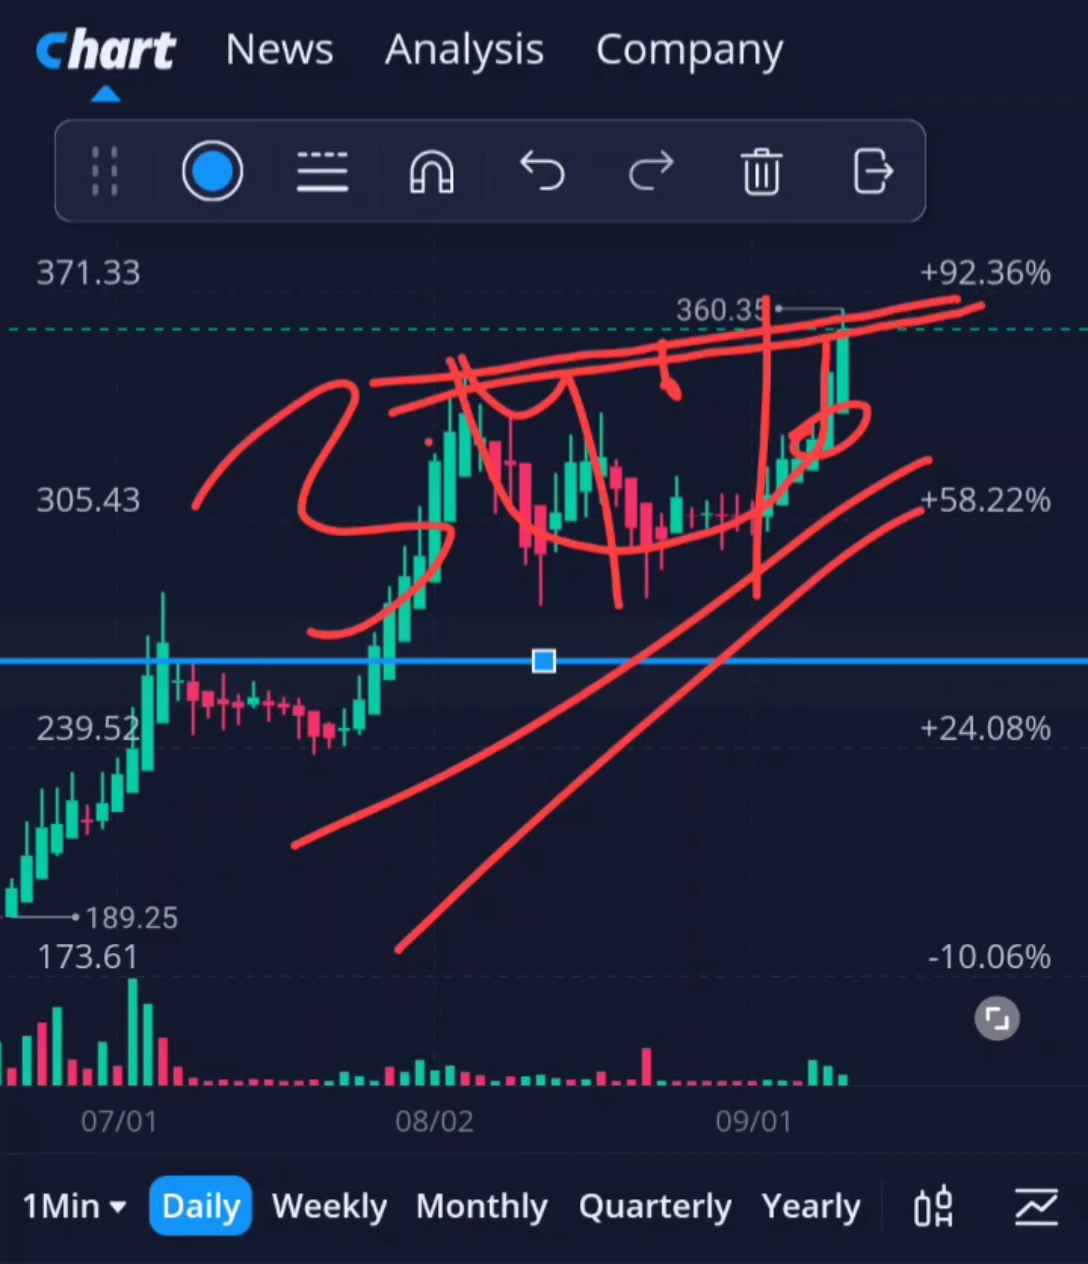 Chart News Analysis Company
371.33 +92.36%
360.35
305.43 +58.22%
239.52 +24.08%
189.25
173.61 -10.06%
07/01 08/02 09/01
1Min Daily Weekly Monthly Quarterly Yearly